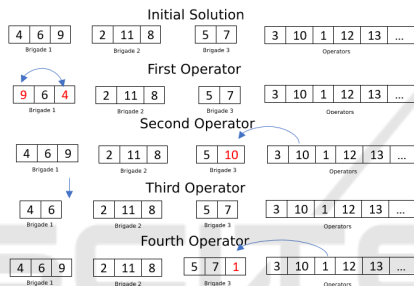 Initial Solution
4 6 9 2 11 8 5 7 3 10 1 12 13 ...
Brigade 1 Brigade 2 Brigade 3 Operators
First Operator
9 6 4 2 11 8 5 7 3 10 1 12 13 ...
Brigade 1 Brigade 2 Brigade 3 Operators
Second Operator
4 6 9 2 11 8 5 10 3 10 1 12 13 ...
Brigade 1 Brigade 2 Brigade 3 Operators
Third Operator
4 6 2 11 8 5 7 3 10 1 12 13 ...
Brigade 1 Brigade 2 Brigade 3 Operators
Fourth Operator
4 6 9 2 11 8 5 7 1 3 10 1 12 13 ...
Brigade 1 Brigade 2 Brigade 3 Operators